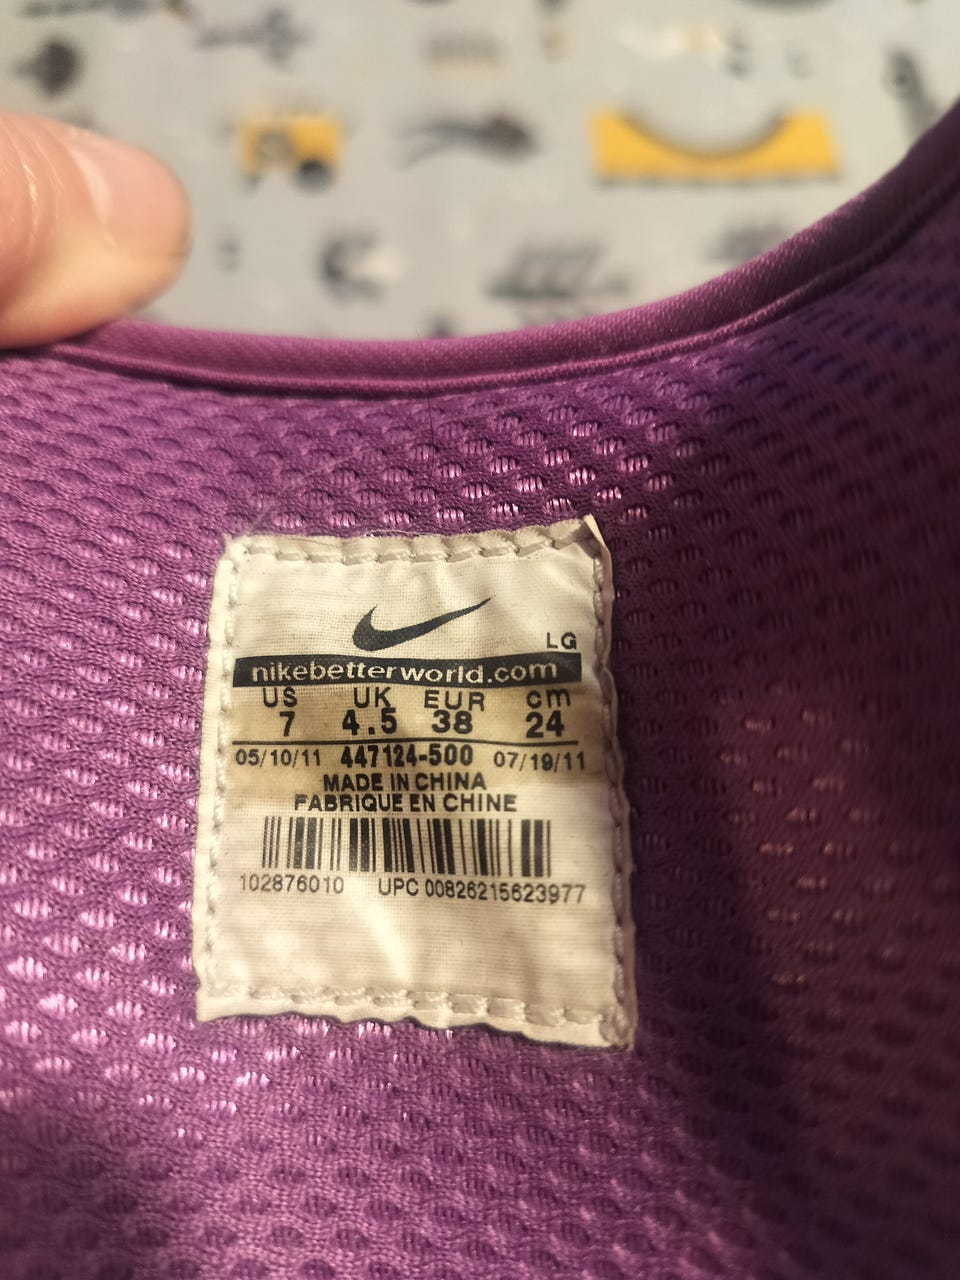 LG
nikebetterworld.com
US UK EUR cm
7 4.5 38 24
05/10/11 447124-500 07/19/11
MADE IN CHINA
FABRIQUE EN CHINE
102876010 UPC 00826215623977